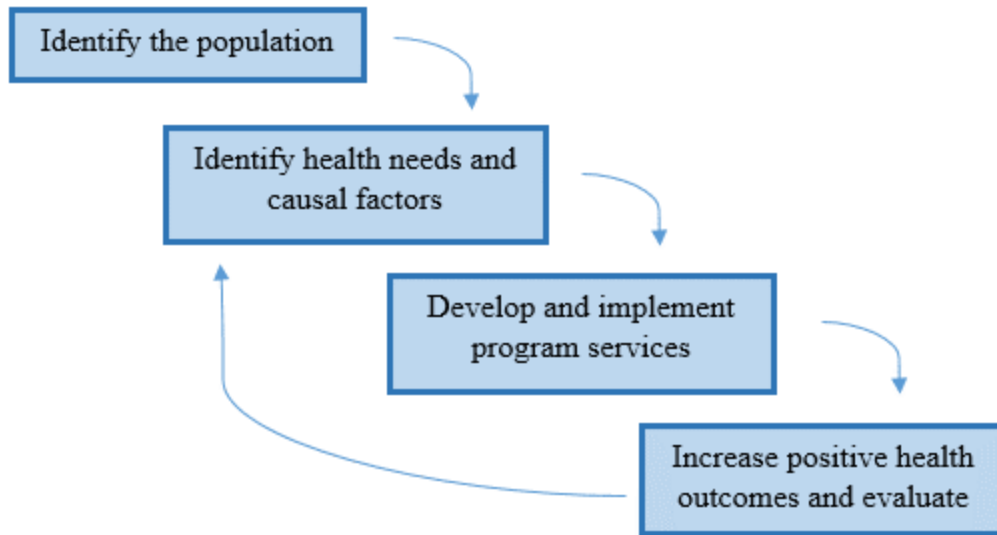 Identify the population
Identify health needs and
causal factors
Develop and implement
program services
Increase positive health
outcomes and evaluate